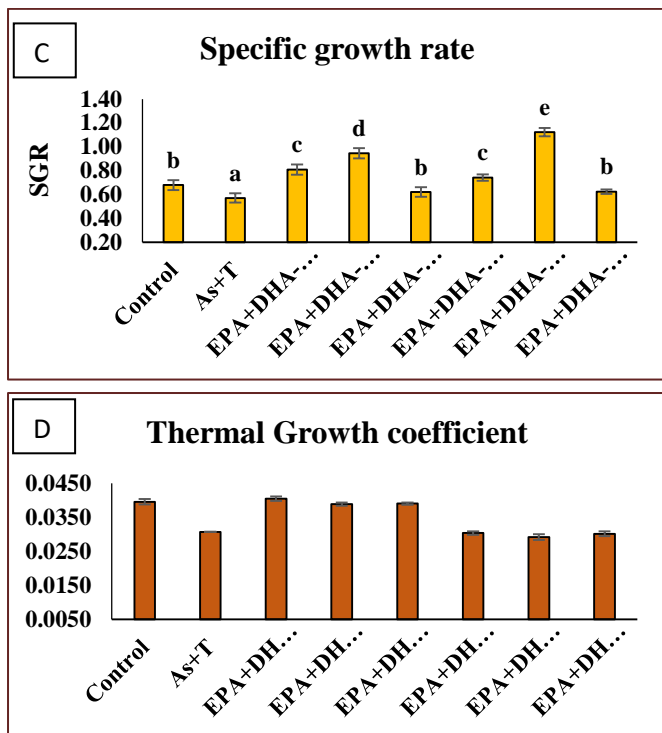 C
Specific growth rate
SGR
1.40
1.20
1.00
0.80
0.60
0.40
0.20
b
a
c
d
b
c
e
b
Control
As+T
EPA+DHA-...
EPA+DHA-...
EPA+DHA-...
EPA+DHA-...
EPA+DHA-...
EPA+DHA-...
D
Thermal Growth coefficient
0.0450
0.0350
0.0250
0.0150
0.0050
Control
As+T
EPA+DH...
EPA+DH...
EPA+DH...
EPA+DH...
EPA+DH...
EPA+DH...